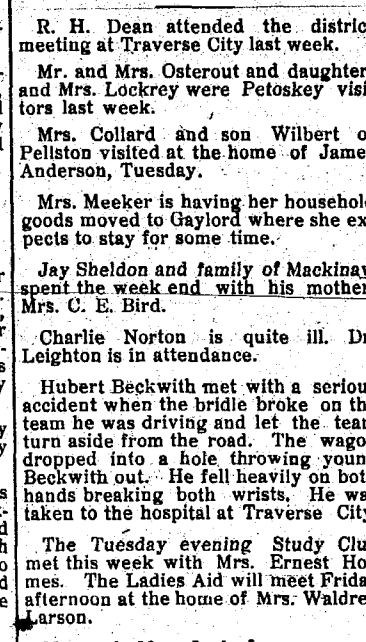 R. H. Dean attended the distric
meeting at Traverse City last week.
Mr. and Mrs. Osterout and daughter
and Mrs. Lockrey were Petoskey visi
tors last week.
Mrs. Collard and son Wilbert o
Pellston visited at the home of Jame
Anderson, Tuesday.
Mrs. Meeker is having her househol
goods moved to Gaylord where she ex
pects to stay for some time.
Jay Sheldon and family of Mackina
spent the week end with his mother
Mrs. C. E. Bird.
Charlie Norton is quite ill. Dr
Leighton is in attendance.
Hubert Beckwith met with a seriou
accident when the bridle broke on th
team he was driving and let the tea
turn aside from the road. The wago
dropped into a hole throwing youn
Beckwith out. He fell heavily on bot
hands breaking both wrists. He wa
taken to the hospital at Traverse City
The Tuesday evening Study Clu
met this week with Mrs. Ernest Ho
mes. The Ladies Aid will meet Frida
afternoon at the home of Mrs. Waldre
Larson.